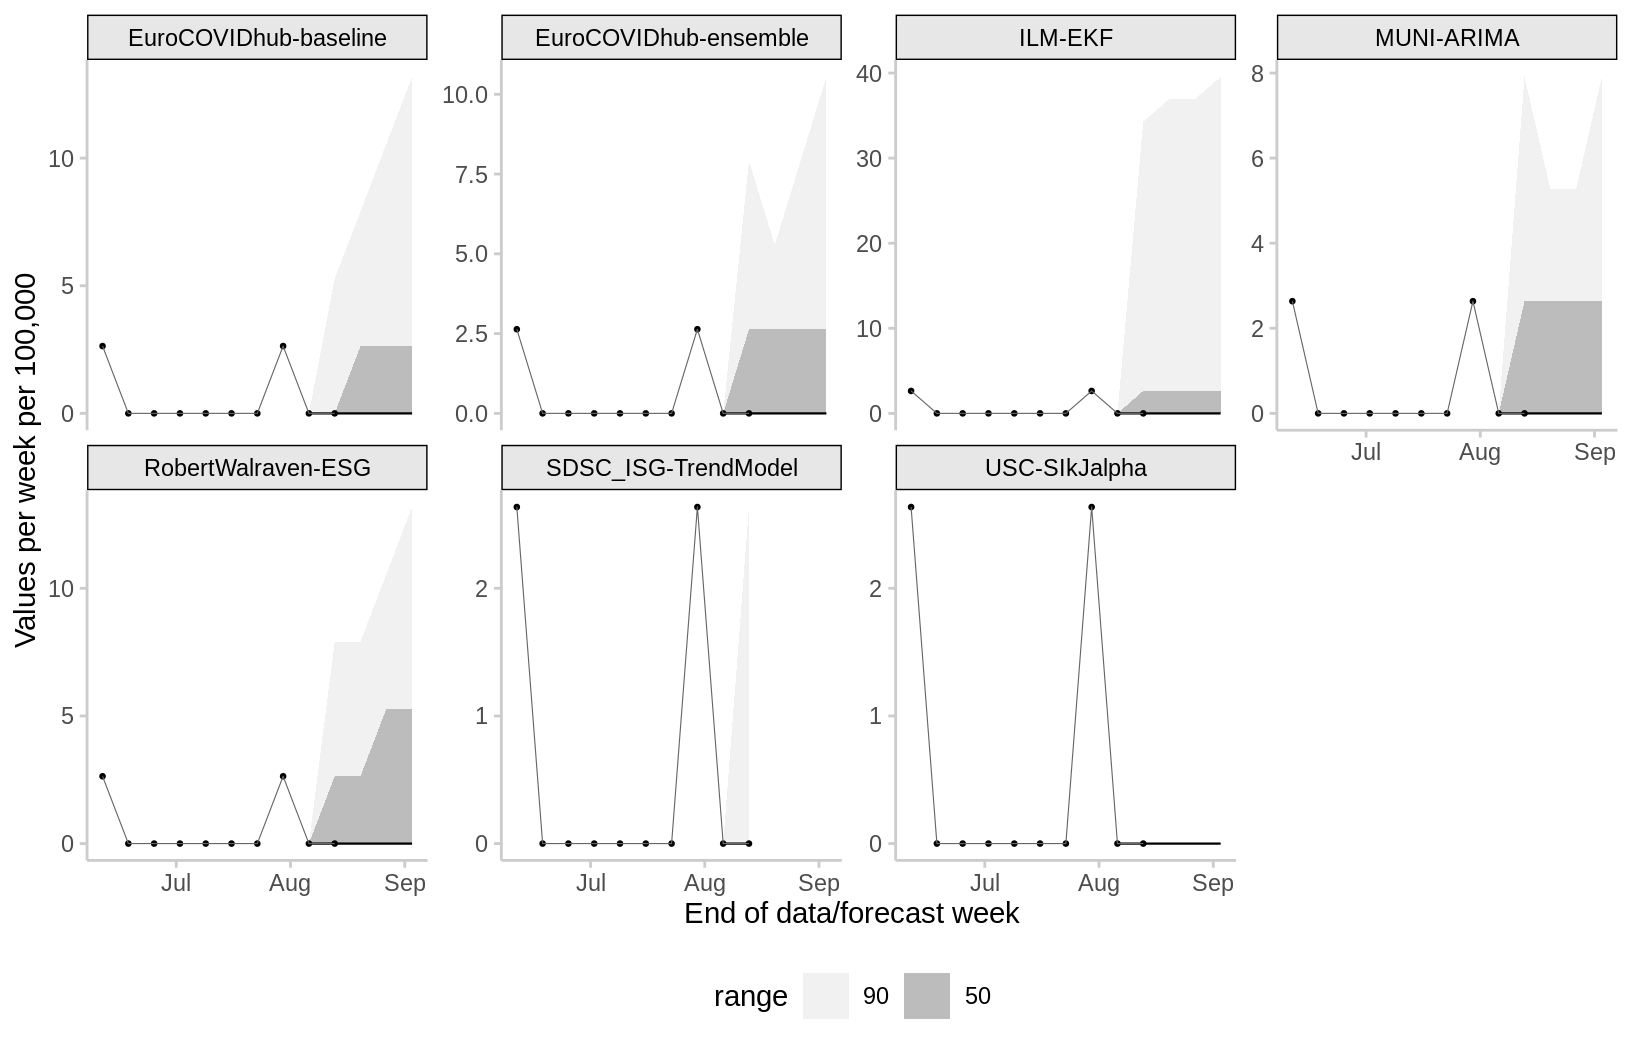 EuroCOVIDhub-baseline
EuroCOVIDhub-ensemble
ILM-EKF
MUNI-ARIMA
10
5
0
10.0
7.5
5.0
2.5
0.0
40
30
20
10
0
8
6
4
2
0
Jul Aug Sep
RobertWalraven-ESG
SDSC_ISG-TrendModel
USC-SIkJalpha
10
5
0
2
1
0
2
1
0
Jul Aug Sep
Jul Aug Sep
Jul Aug Sep
Values per week per 100,000
End of data/forecast week
range 90 50